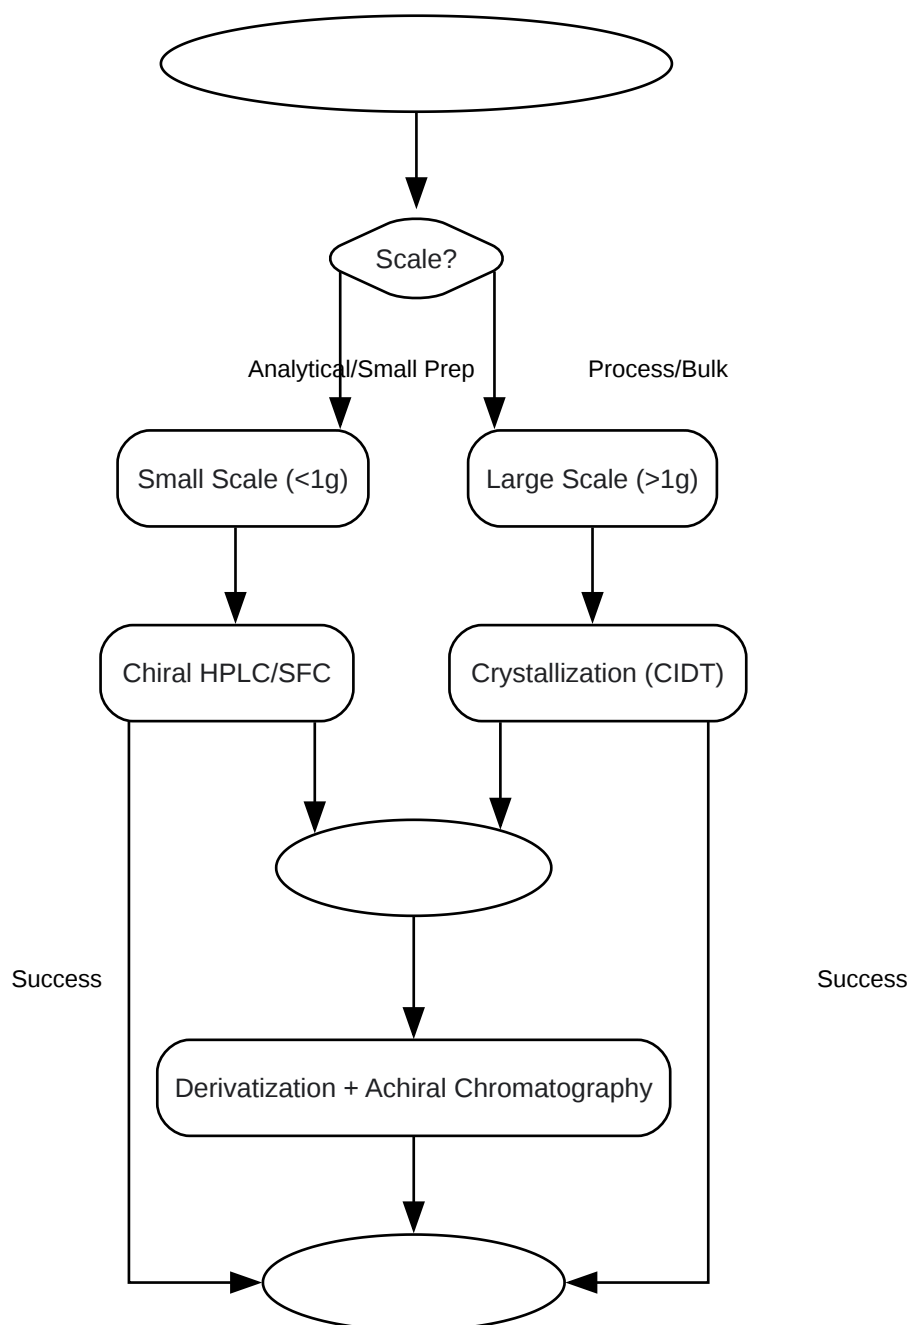 Scale?
Analytical/Small Prep
Process/Bulk
Small Scale (<1g)
Large Scale (>1g)
Chiral HPLC/SFC
Crystallization (CIDT)
Success
Success
Derivatization + Achiral Chromatography